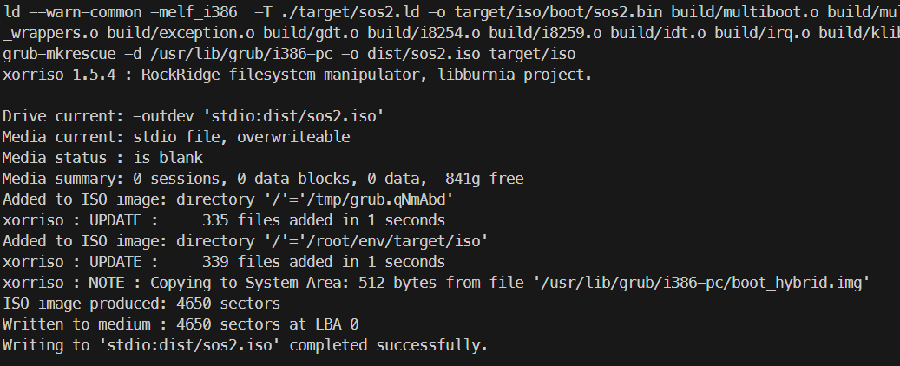 ld --warn-common -melf_i386  -T ./target/sos2.ld -o target/iso/boot/sos2.bin build/multiboot.o build/mul
_wrappers.o build/exception.o build/gdt.o build/i8254.o build/i8259.o build/idt.o build/irq.o build/klib
grub-mkrescue -d /usr/lib/grub/i386-pc -o dist/sos2.iso target/iso
xorriso 1.5.4 : RockRidge filesystem manipulator, libburnia project.

Drive current: -outdev 'stdio:dist/sos2.iso'
Media current: stdio file, overwriteable
Media status : is blank
Media summary: 0 sessions, 0 data blocks, 0 data,  841g free
Added to ISO image: directory '/'='/tmp/grub.qNmAbd'
xorriso : UPDATE :     335 files added in 1 seconds
Added to ISO image: directory '/'='/root/env/target/iso'
xorriso : UPDATE :     339 files added in 1 seconds
xorriso : NOTE : Copying to System Area: 512 bytes from file '/usr/lib/grub/i386-pc/boot_hybrid.img'
ISO image produced: 4650 sectors
Written to medium : 4650 sectors at LBA 0
Writing to 'stdio:dist/sos2.iso' completed successfully.